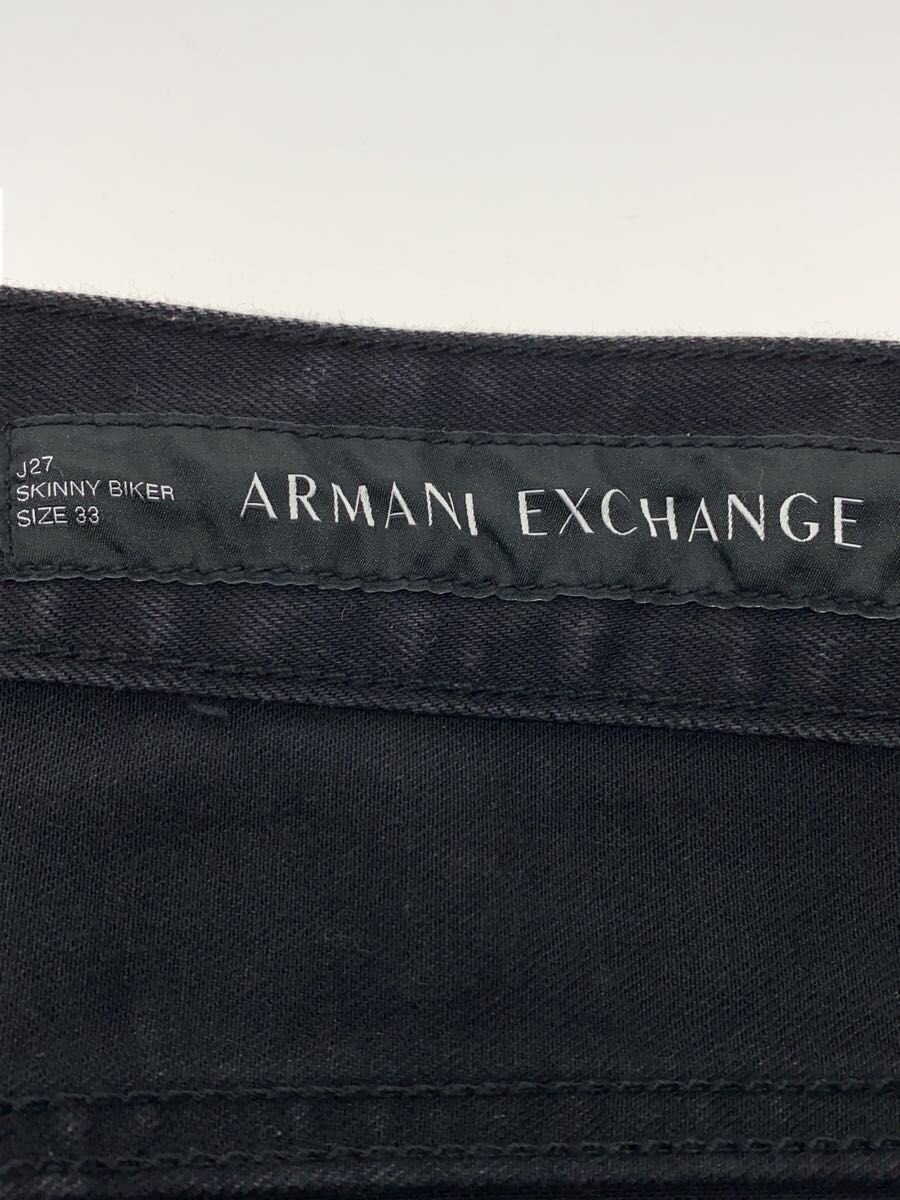 J27
SKINNY BIKER
SIZE 33
ARMANI EXCHANGE